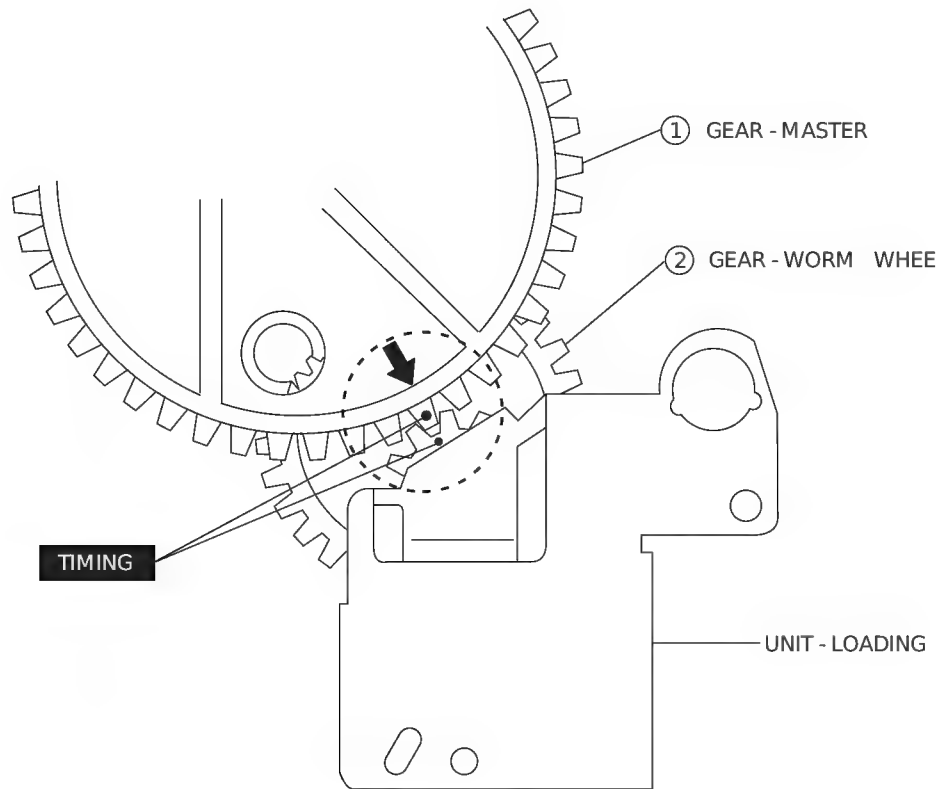 ① GEAR - MASTER
② GEAR - WORM WHEE
TIMING
UNIT - LOADING